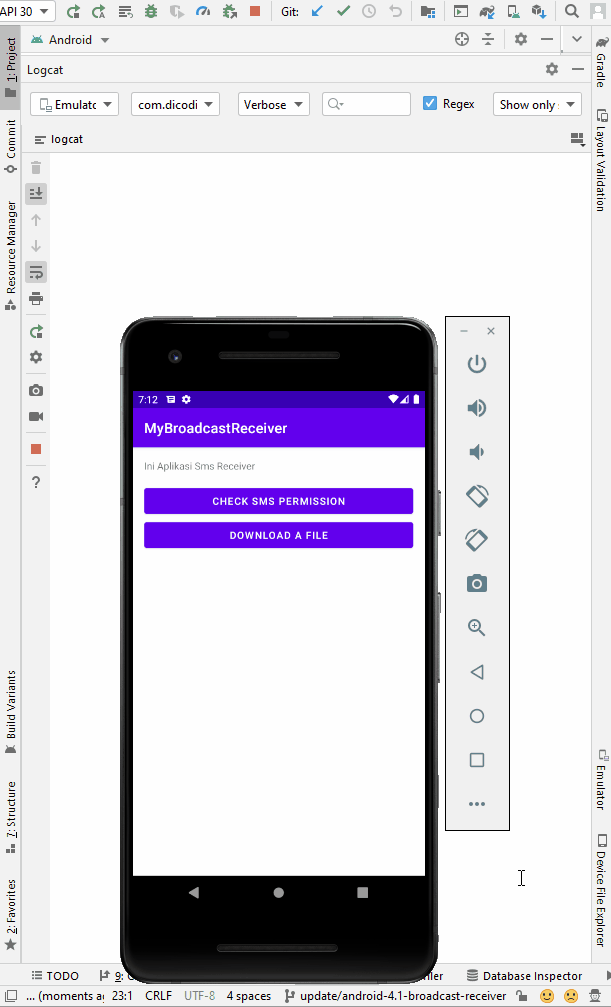 API 30
Git:
Android
Logcat
Emulatc
com.dicodi
Verbose
Regex
Show only
logcat
1: Project
Commit
Resource Manager
Build Variants
7: Structure
2: Favorites
Gradle
Layout Validation
Emulator
Device File Explorer
7:12
MyBroadcastReceiver
Ini Aplikasi Sms Receiver
CHECK SMS PERMISSION
DOWNLOAD A FILE
TODO
9:
Database Inspector
... (moments a
23:1
CRLF
UTF-8
4 spaces
update/android-4.1-broadcast-receiver